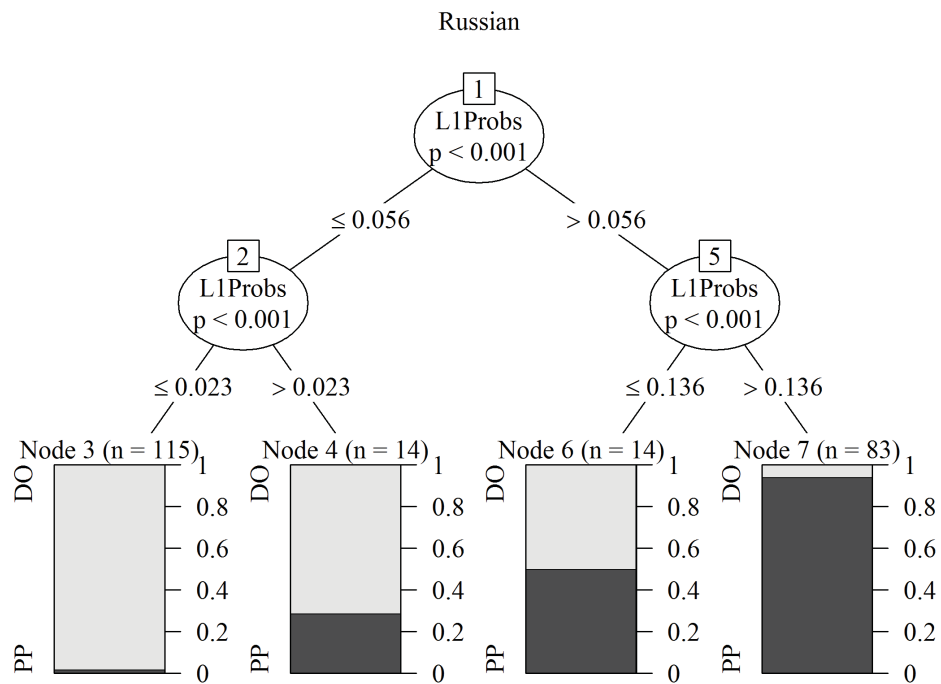 Russian
1
L1Probs
p < 0.001
≤ 0.056
> 0.056
2
L1Probs
p < 0.001
5
L1Probs
p < 0.001
≤ 0.023
> 0.023
≤ 0.136
> 0.136
Node 3 (n = 115)
DO
PP
1
0.8
0.6
0.4
0.2
0
Node 4 (n = 14)
DO
PP
1
0.8
0.6
0.4
0.2
0
Node 6 (n = 14)
DO
PP
1
0.8
0.6
0.4
0.2
0
Node 7 (n = 83)
DO
PP
1
0.8
0.6
0.4
0.2
0